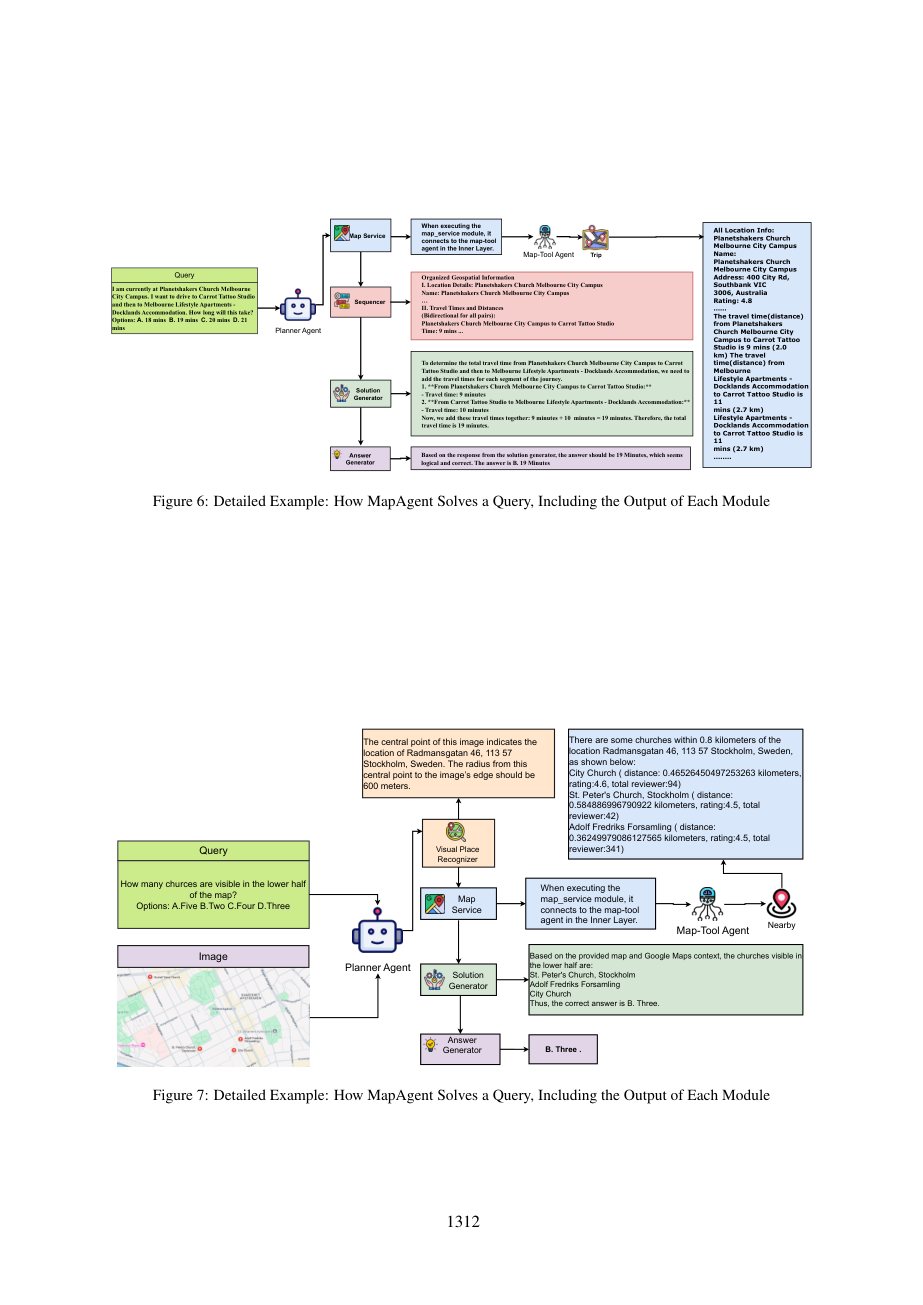 Query
I am currently at Planetshakers Church Melbourne
City Campus. I want to drive to Carrot Tattoo Studio
and then to Melbourne Lifestyle Apartments -
Docklands Accommodation. How long will this take?
Options: A. 18 mins B. 19 mins C. 20 mins D. 21
mins
Planner Agent
Map Service
When executing the
map_service module, it
connects to the map-tool
agent in the Inner Layer.
Map-Tool Agent
Trip
Sequencer
Organized Geospatial Information
I. Location Details: Planetshakers Church Melbourne City Campus
Name: Planetshakers Church Melbourne City Campus
...
II. Travel Times and Distances
(Bidirectional for all pairs):
Planetshakers Church Melbourne City Campus to Carrot Tattoo Studio
Time: 9 mins ...
Solution
Generator
To determine the total travel time from Planetshakers Church Melbourne City Campus to Carrot
Tattoo Studio and then to Melbourne Lifestyle Apartments - Docklands Accommodation, we need to
add the travel times for each segment of the journey.
1. **From Planetshakers Church Melbourne City Campus to Carrot Tattoo Studio:**
- Travel time: 9 minutes
2. **From Carrot Tattoo Studio to Melbourne Lifestyle Apartments - Docklands Accommodation:**
- Travel time: 10 minutes
Now, we add these travel times together: 9 minutes + 10 minutes = 19 minutes. Therefore, the total
travel time is 19 minutes.
Answer
Generator
Based on the response from the solution generator, the answer should be 19 Minutes, which seems
logical and correct. The answer is B. 19 Minutes
All Location Info:
Planetshakers Church
Melbourne City Campus
Name:
Planetshakers Church
Melbourne City Campus
Address: 400 City Rd,
Southbank VIC
3006, Australia
Rating: 4.8
......
The travel time(distance)
from Planetshakers
Church Melbourne City
Campus to Carrot Tattoo
Studio is 9 mins (2.0
km) The travel
time(distance) from
Melbourne
Lifestyle Apartments -
Docklands Accommodation
to Carrot Tattoo Studio is
11
mins (2.7 km)
Lifestyle Apartments -
Docklands Accommodation
to Carrot Tattoo Studio is
11
mins (2.7 km)
........
Figure 6: Detailed Example: How MapAgent Solves a Query, Including the Output of Each Module
Query
How many churces are visible in the lower half
of the map?
Options: A.Five B.Two C.Four D.Three
Image
Planner Agent
The central point of this image indicates the
location of Radmansgatan 46, 113 57
Stockholm, Sweden. The radius from this
central point to the image's edge should be
600 meters.
Visual Place
Recognizer
Map
Service
When executing the
map_service module, it
connects to the map-tool
agent in the Inner Layer.
Map-Tool Agent
Nearby
There are some churches within 0.8 kilometers of the
location Radmansgatan 46, 113 57 Stockholm, Sweden,
as shown below:
City Church ( distance: 0.46526450497253263 kilometers,
rating:4.6, total reviewer:94)
St. Peter's Church, Stockholm ( distance:
0.584886996790922 kilometers, rating:4.5, total
reviewer:42)
Adolf Fredriks Forsamling ( distance:
0.36249979086127565 kilometers, rating:4.5, total
reviewer:341)
Solution
Generator
Based on the provided map and Google Maps context, the churches visible in
the lower half are:
St. Peter's Church, Stockholm
Adolf Fredriks Forsamling
City Church
Thus, the correct answer is B. Three.
Answer
Generator
B. Three .
Figure 7: Detailed Example: How MapAgent Solves a Query, Including the Output of Each Module
1312